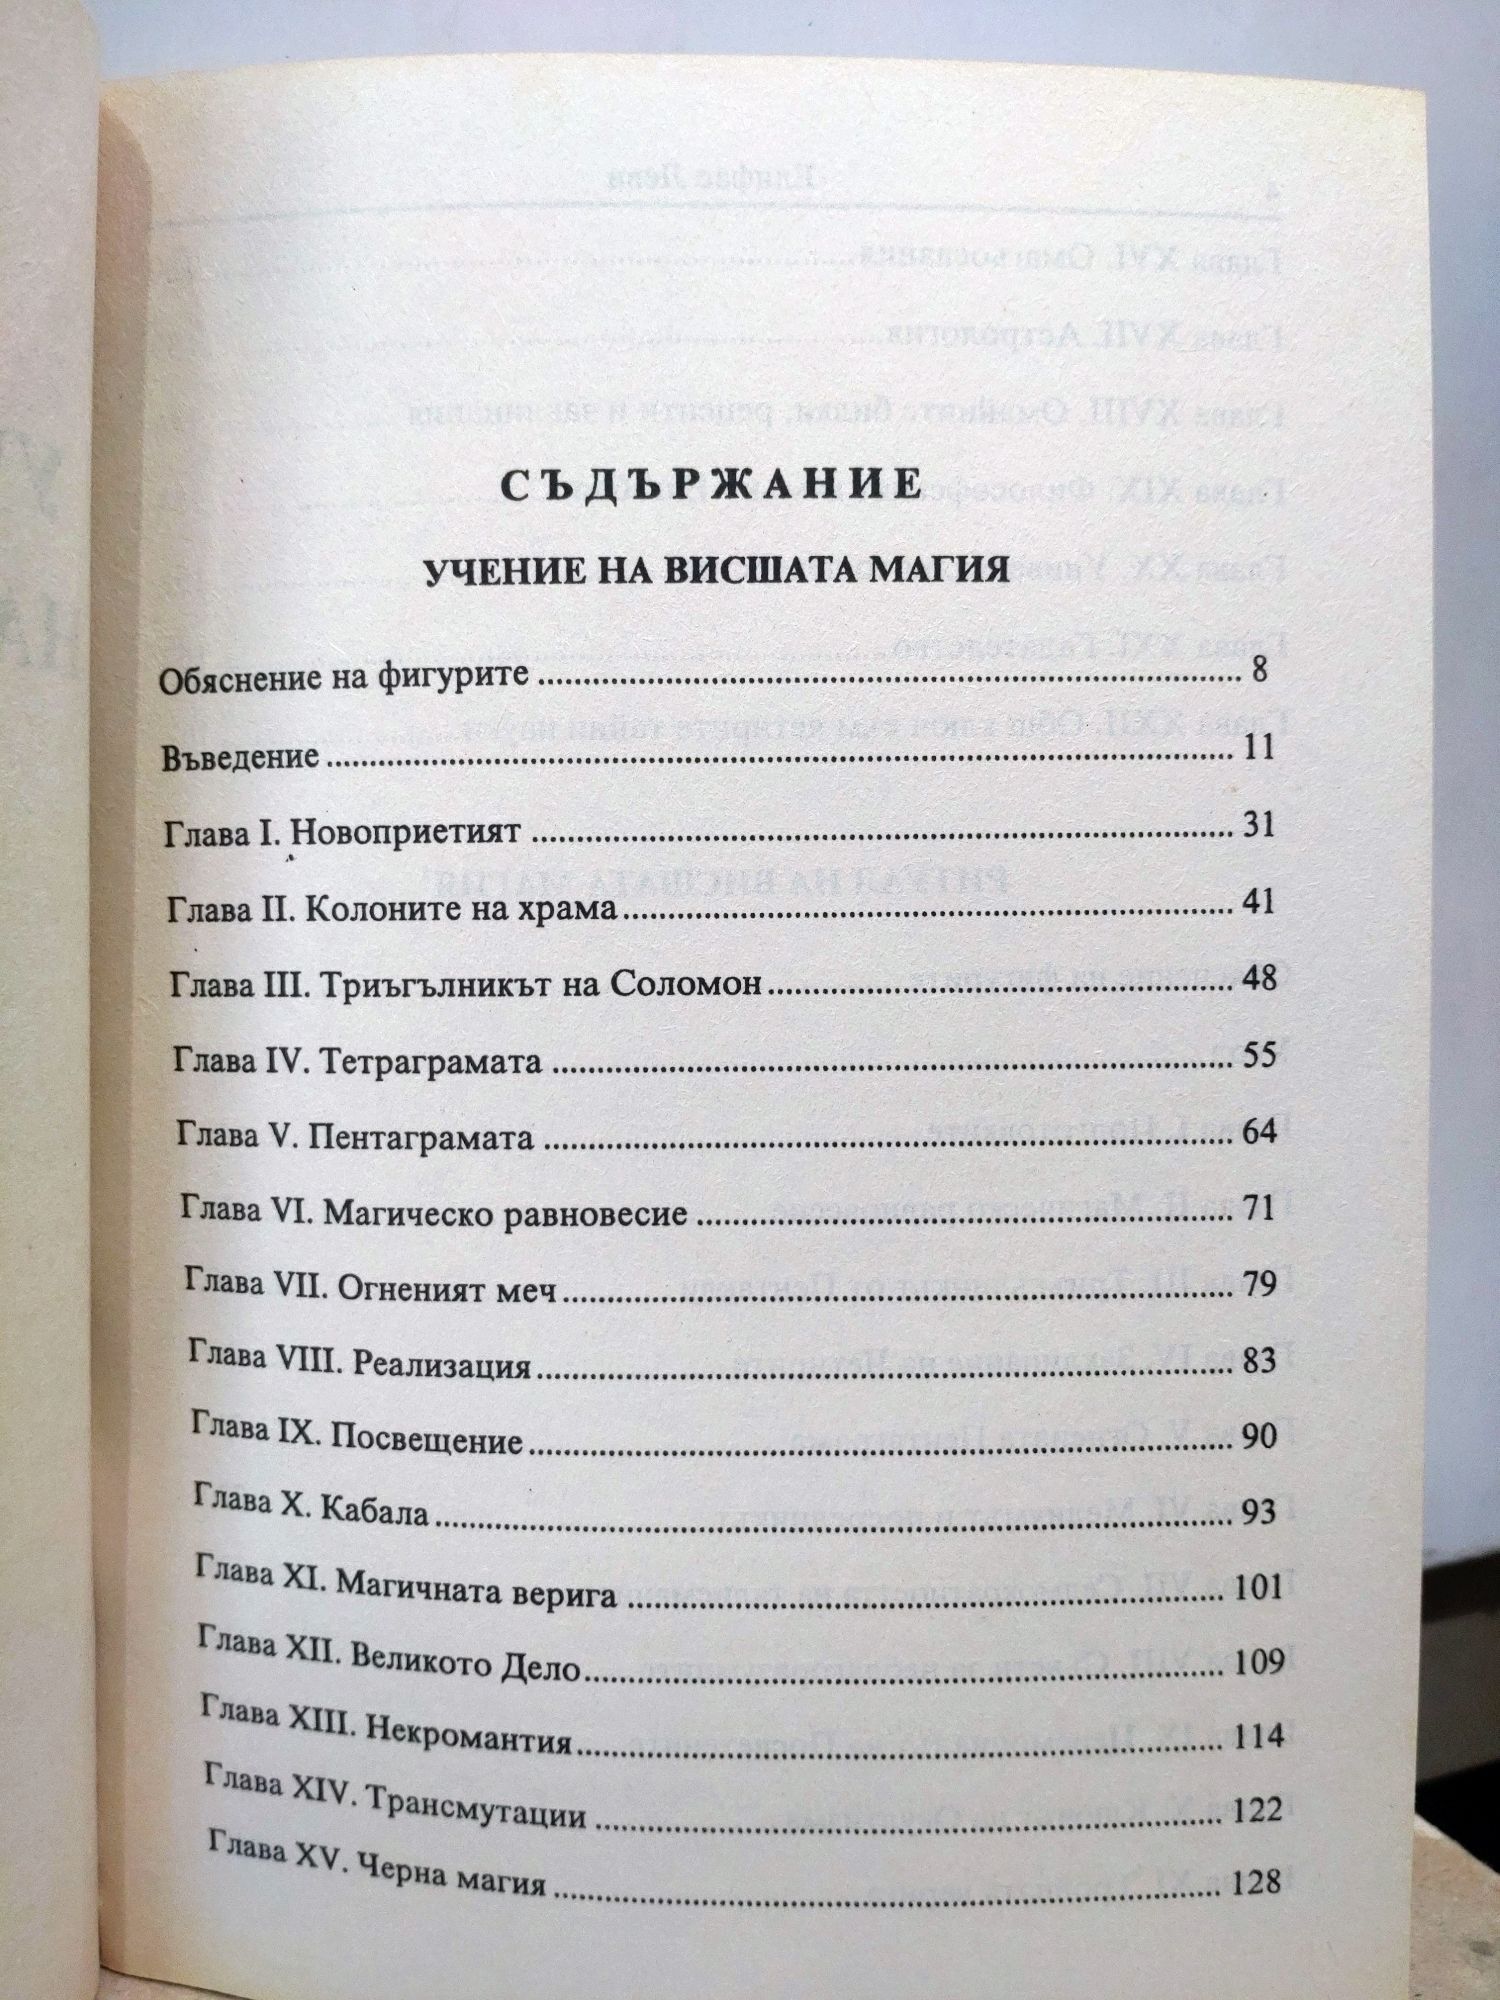 СЪДЪРЖАНИЕ
УЧЕНИЕ НА ВИСШАТА МАГИЯ
Обяснение на фигурите ........ 8
Въведение ........ 11
Глава I. Новоприетият ........ 31
Глава II. Колоните на храма ........ 41
Глава III. Триъгълникът на Соломон ........ 48
Глава IV. Тетраграмата ........ 55
Глава V. Пентаграмата ........ 64
Глава VI. Магическо равновесие ........ 71
Глава VII. Огненият меч ........ 79
Глава VIII. Реализация ........ 83
Глава IX. Посвещение ........ 90
Глава X. Кабала ........ 93
Глава XI. Магичната верига ........ 101
Глава XII. Великото Дело ........ 109
Глава XIII. Некромантия ........ 114
Глава XIV. Трансмутации ........ 122
Глава XV. Черна магия ........ 128